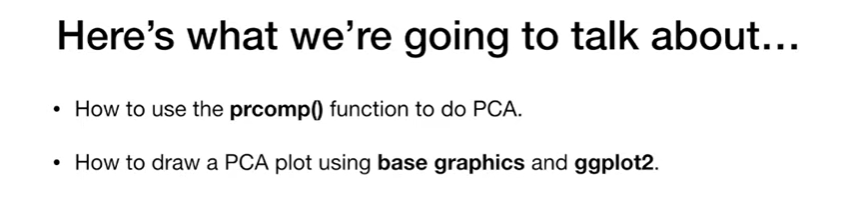 Here's what we're going to talk about...
• How to use the prcomp() function to do PCA.
• How to draw a PCA plot using base graphics and ggplot2.